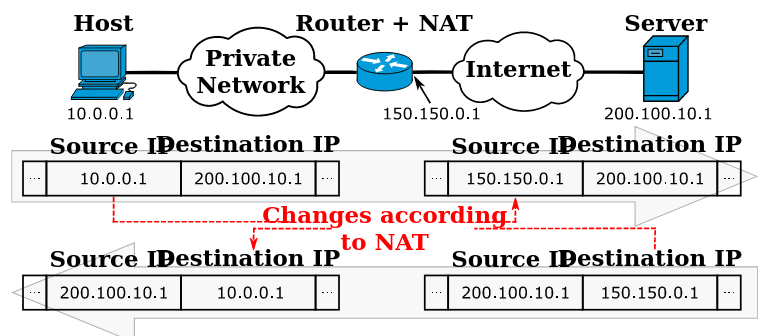 Host
Router + NAT
Server
Private
Network
Internet
10.0.0.1
150.150.0.1
200.100.10.1
Source IP Destination IP
Source IP Destination IP
... 10.0.0.1 200.100.10.1 ...
... 150.150.0.1 200.100.10.1 ...
Changes according
to NAT
Source IP Destination IP
Source IP Destination IP
... 200.100.10.1 10.0.0.1 ...
... 200.100.10.1 150.150.0.1 ...